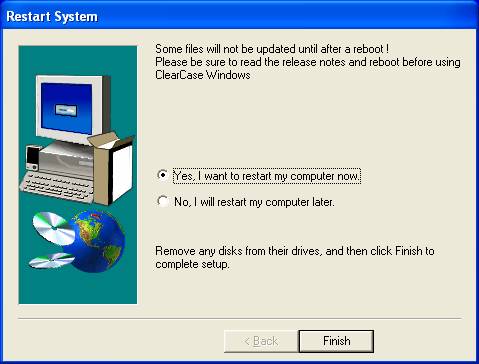 Restart System
Some files will not be updated until after a reboot !
Please be sure to read the release notes and reboot before using
ClearCase Windows
Yes, I want to restart my computer now.
No, I will restart my computer later.
Remove any disks from their drives, and then click Finish to
complete setup.
< Back
Finish